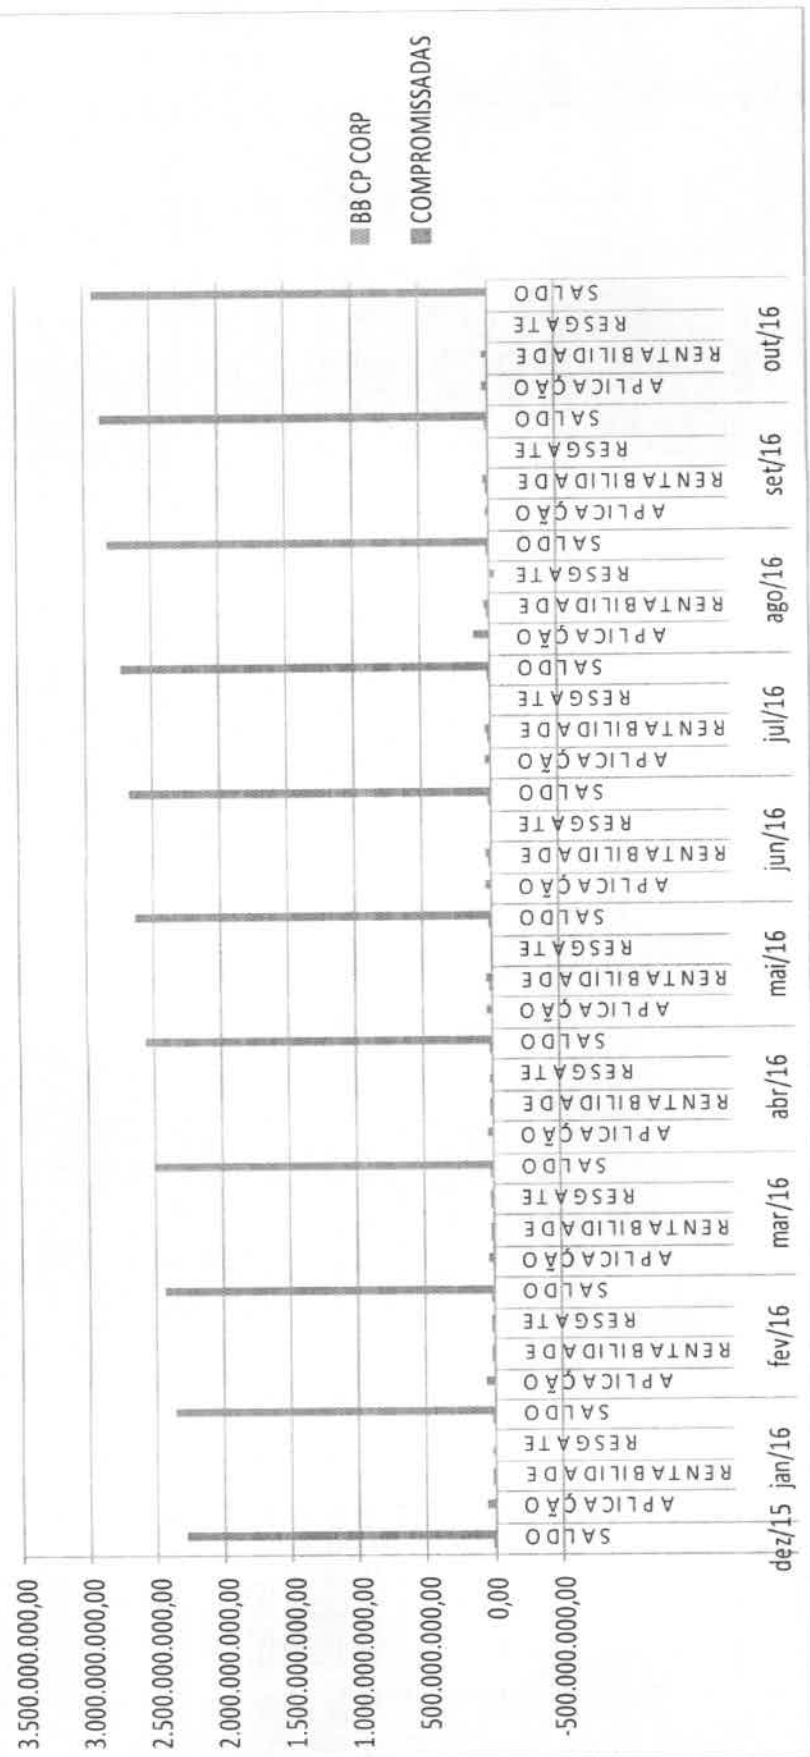 3.500.000.000,00
3.000.000.000,00
2.500.000.000,00
2.000.000.000,00
1.500.000.000,00
1.000.000.000,00
500.000.000,00
0,00
-500.000.000,00
SALDO
APLICAÇÃO
RENTABILIDADE
RESGATE
SALDO
APLICAÇÃO
RENTABILIDADE
RESGATE
SALDO
APLICAÇÃO
RENTABILIDADE
RESGATE
SALDO
APLICAÇÃO
RENTABILIDADE
RESGATE
SALDO
APLICAÇÃO
RENTABILIDADE
RESGATE
SALDO
APLICAÇÃO
RENTABILIDADE
RESGATE
SALDO
APLICAÇÃO
RENTABILIDADE
RESGATE
SALDO
APLICAÇÃO
RENTABILIDADE
RESGATE
SALDO
APLICAÇÃO
RENTABILIDADE
RESGATE
SALDO
APLICAÇÃO
RENTABILIDADE
RESGATE
SALDO
dez/15 jan/16 fev/16 mar/16 abr/16 mai/16 jun/16 jul/16 ago/16 set/16 out/16
BB CP CORP
COMPROMISSADAS